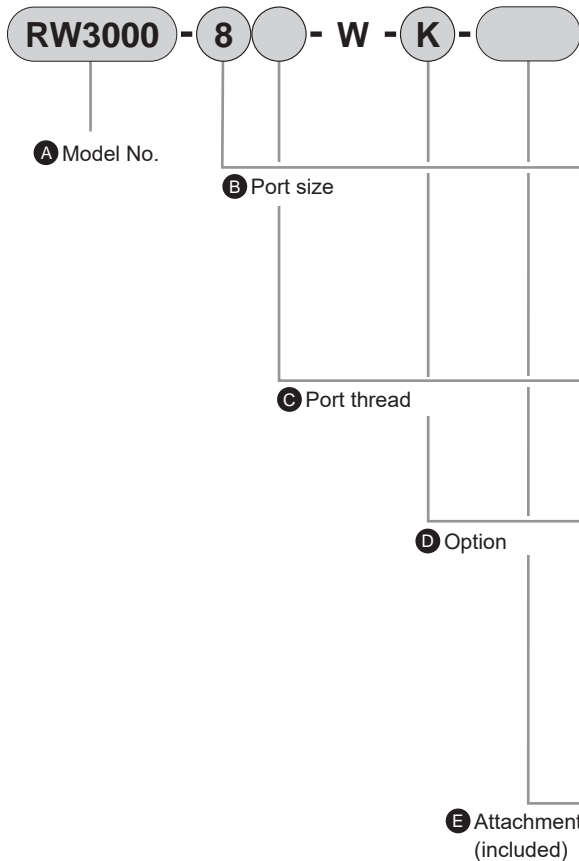 RW3000 - 8 - W - K -
A Model No.
B Port size
C Port thread
D Option
E Attachment
(included)